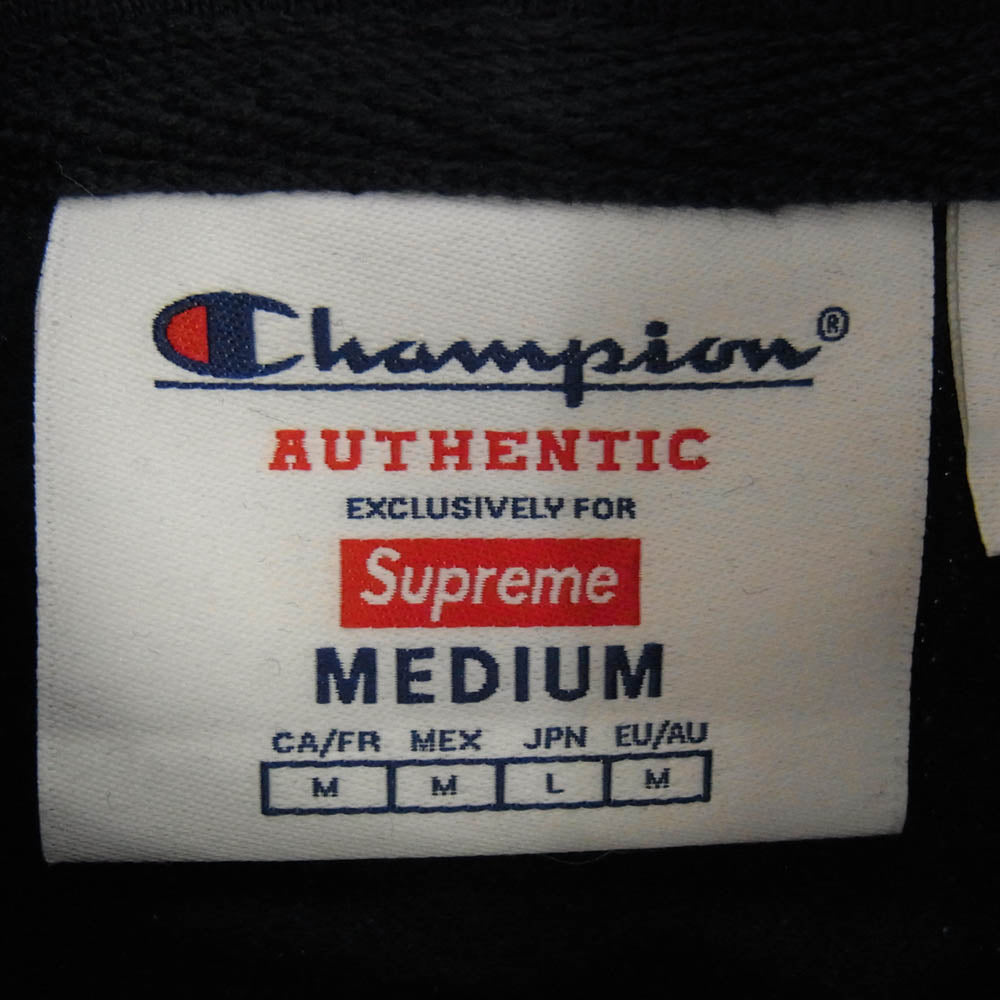 Champion®
AUTHENTIC
EXCLUSIVELY FOR
Supreme
MEDIUM
CA/FR MEX JPN EU/AU
M M L M